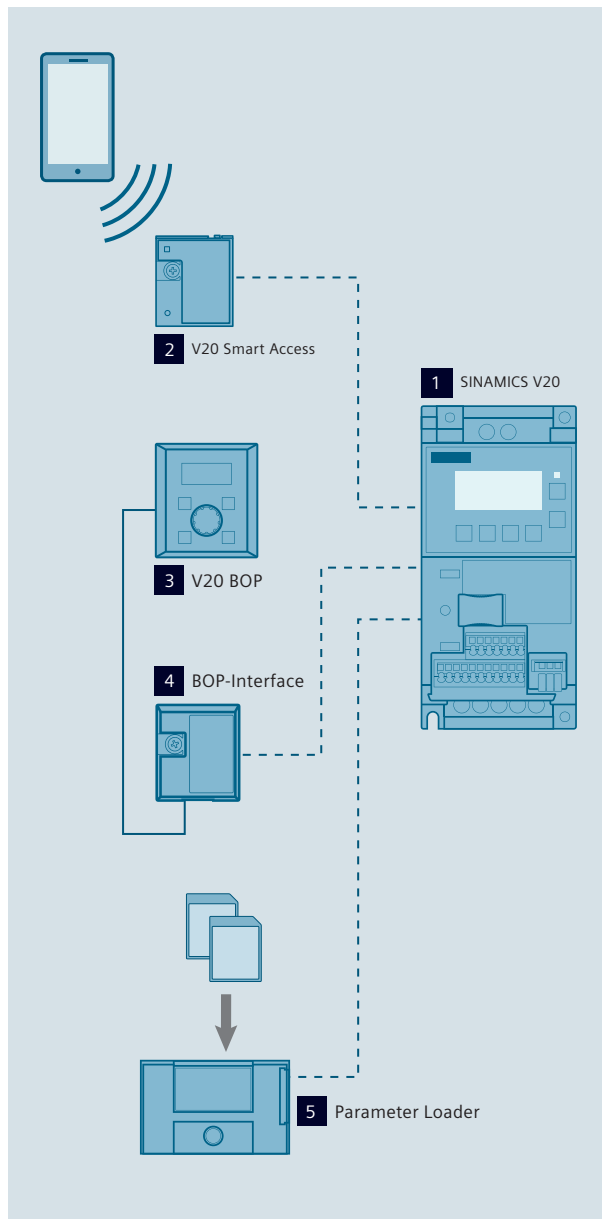 2 V20 Smart Access
1 SINAMICS V20
3 V20 BOP
4 BOP-Interface
5 Parameter Loader